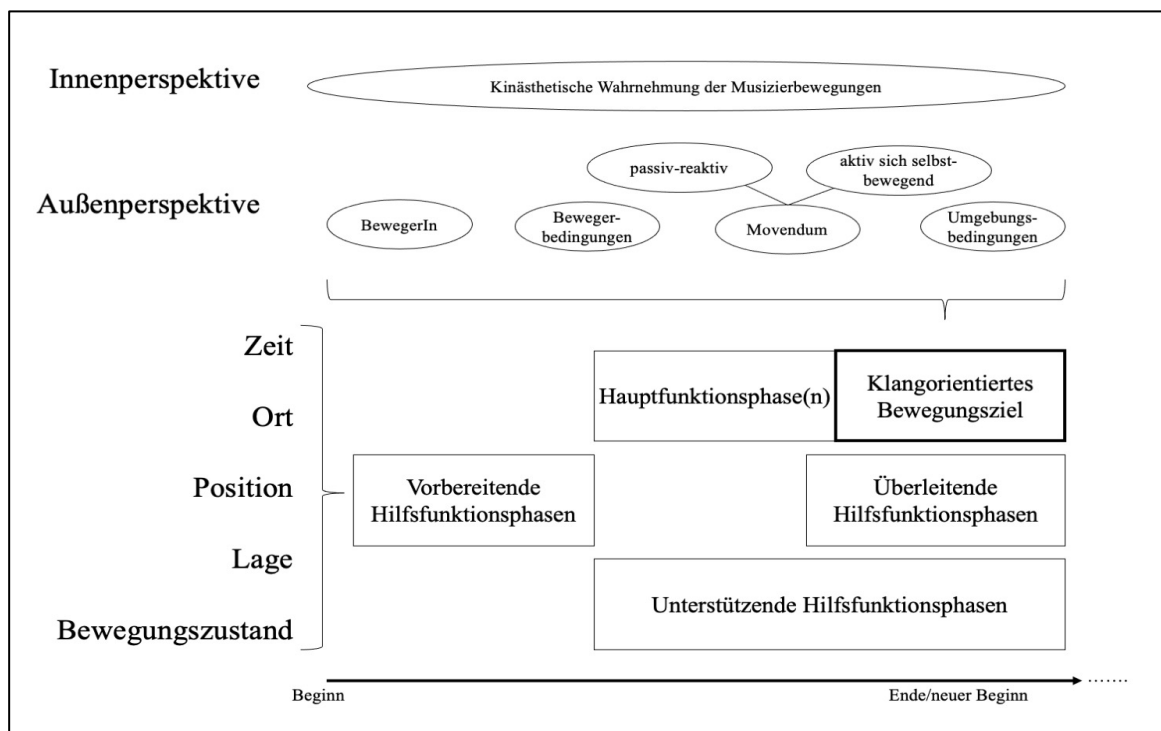 Innenperspektive
Kinästhetische Wahrnehmung der Musizierbewegungen
Außenperspektive
passiv-reaktiv
aktiv sich selbst-
bewegend
BewegerIn
Beweger-
bedingungen
Movendum
Umgebungs-
bedingungen
Zeit
Ort
Position
Lage
Bewegungszustand
Hauptfunktionsphase(n)
Klangorientiertes
Bewegungsziel
Vorbereitende
Hilfsfunktionsphasen
Überleitende
Hilfsfunktionsphasen
Unterstützende Hilfsfunktionsphasen
Beginn
Ende/neuer Beginn